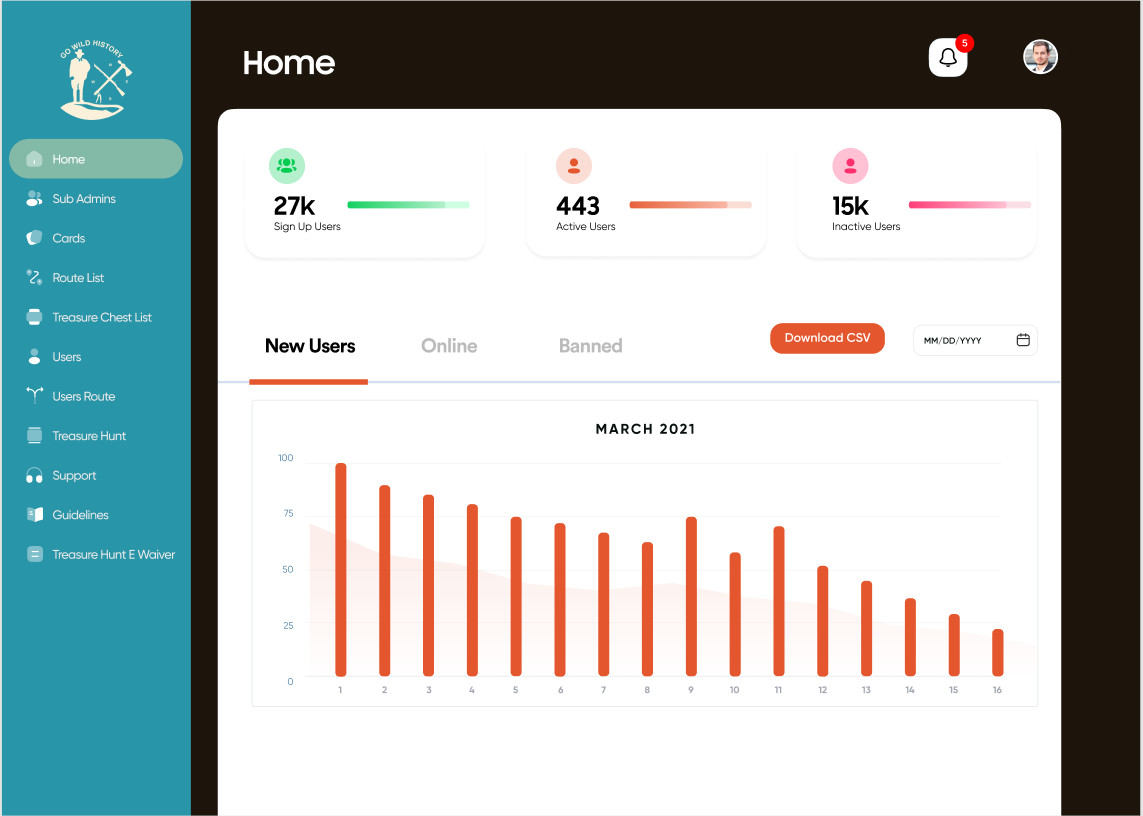 GO WILD HISTORY
Home
5
Home
Sub Admins
Cards
Route List
Treasure Chest List
Users
Users Route
Treasure Hunt
Support
Guidelines
Treasure Hunt E Waiver
27k
Sign Up Users
443
Active Users
15k
Inactive Users
New Users
Online
Banned
Download CSV
MM/DD/YYYY
MARCH 2021
100
75
50
25
0
1 2 3 4 5 6 7 8 9 10 11 12 13 14 15 16